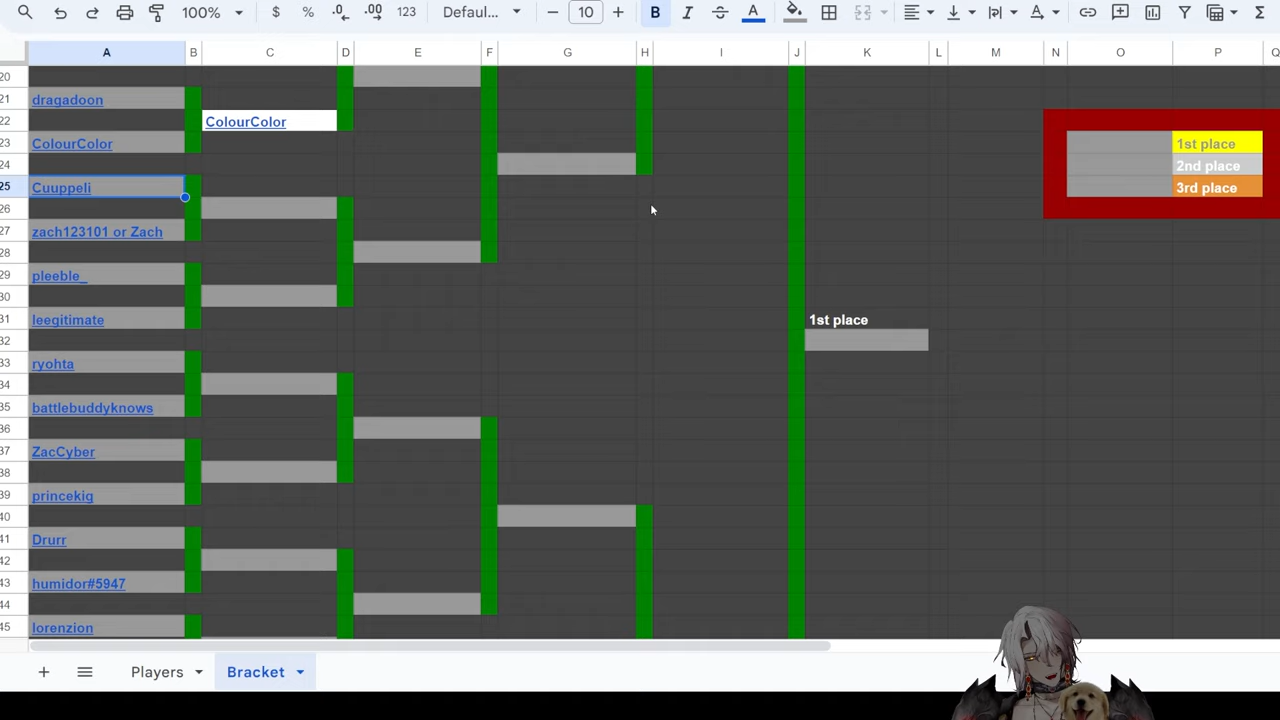 100% $ % .0 .00 123 Defaul... 10 B I A
A B C D E F G H I J K L M N O P Q
20
21 dragadoon
22 ColourColor
23 ColourColor 1st place
24 2nd place
25 Cuuppeli 3rd place
26
27 zach123101 or Zach
28
29 pleeble_
30
31 leegitimate 1st place
32
33 ryohta
34
35 battlebuddyknows
36
37 ZacCyber
38
39 princekig
40
41 Drurr
42
43 humidor#5947
44
45 lorenzion
Players Bracket